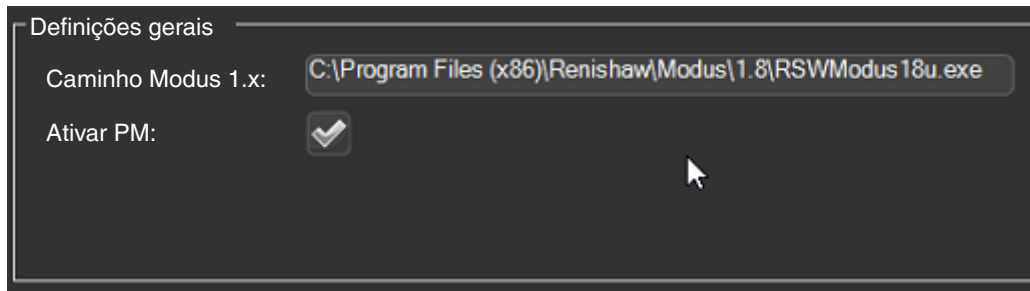 Definições gerais
Caminho Modus 1.x: C:\Program Files (x86)\Renishaw\Modus\1.8\RSWModus18u.exe
Ativar PM: